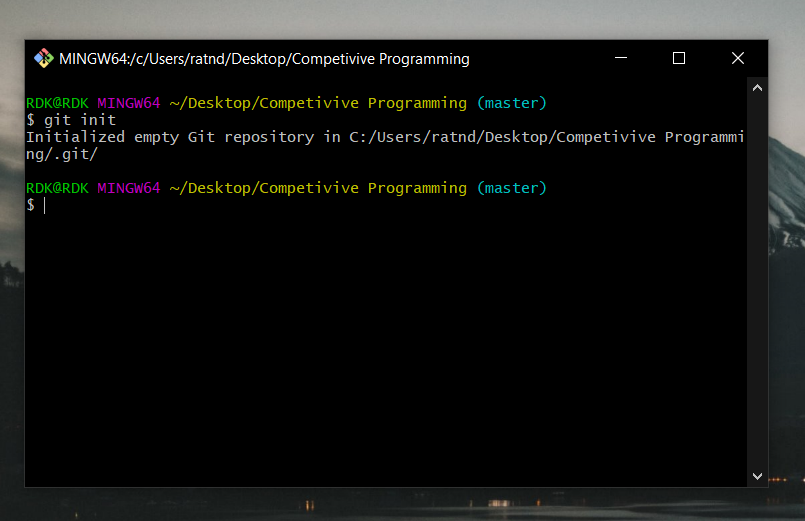 MINGW64:/c/Users/ratnd/Desktop/Competivive Programming
RDK@RDK MINGW64 ~/Desktop/Competivive Programming (master)
$ git init
Initialized empty Git repository in C:/Users/ratnd/Desktop/Competivive Programmi
ng/.git/
RDK@RDK MINGW64 ~/Desktop/Competivive Programming (master)
$